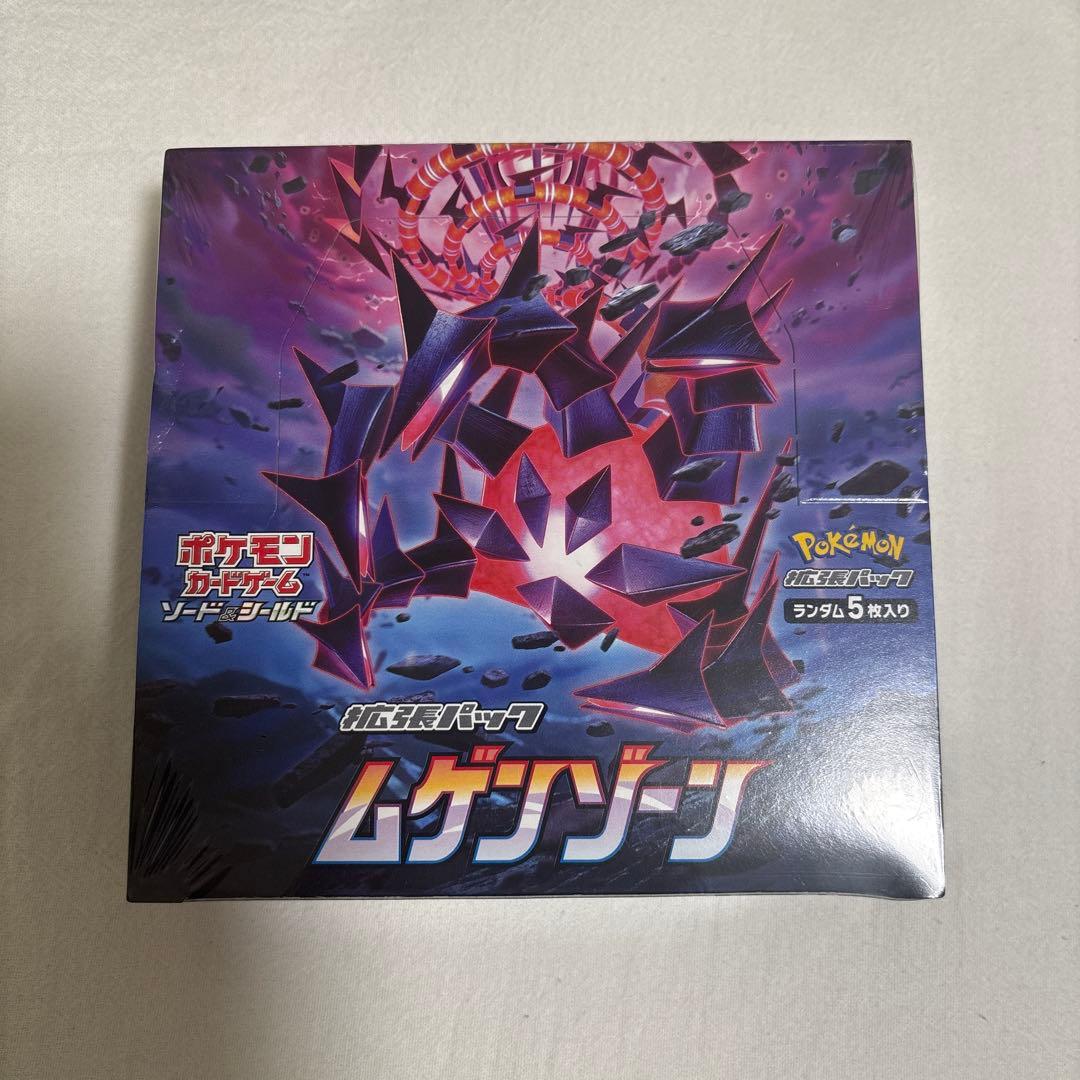 ポケモン
カードゲーム™
ソード&シールド
POKéMON
拡張パック
ランダム5枚入り
拡張パック
ムゲンゾーン